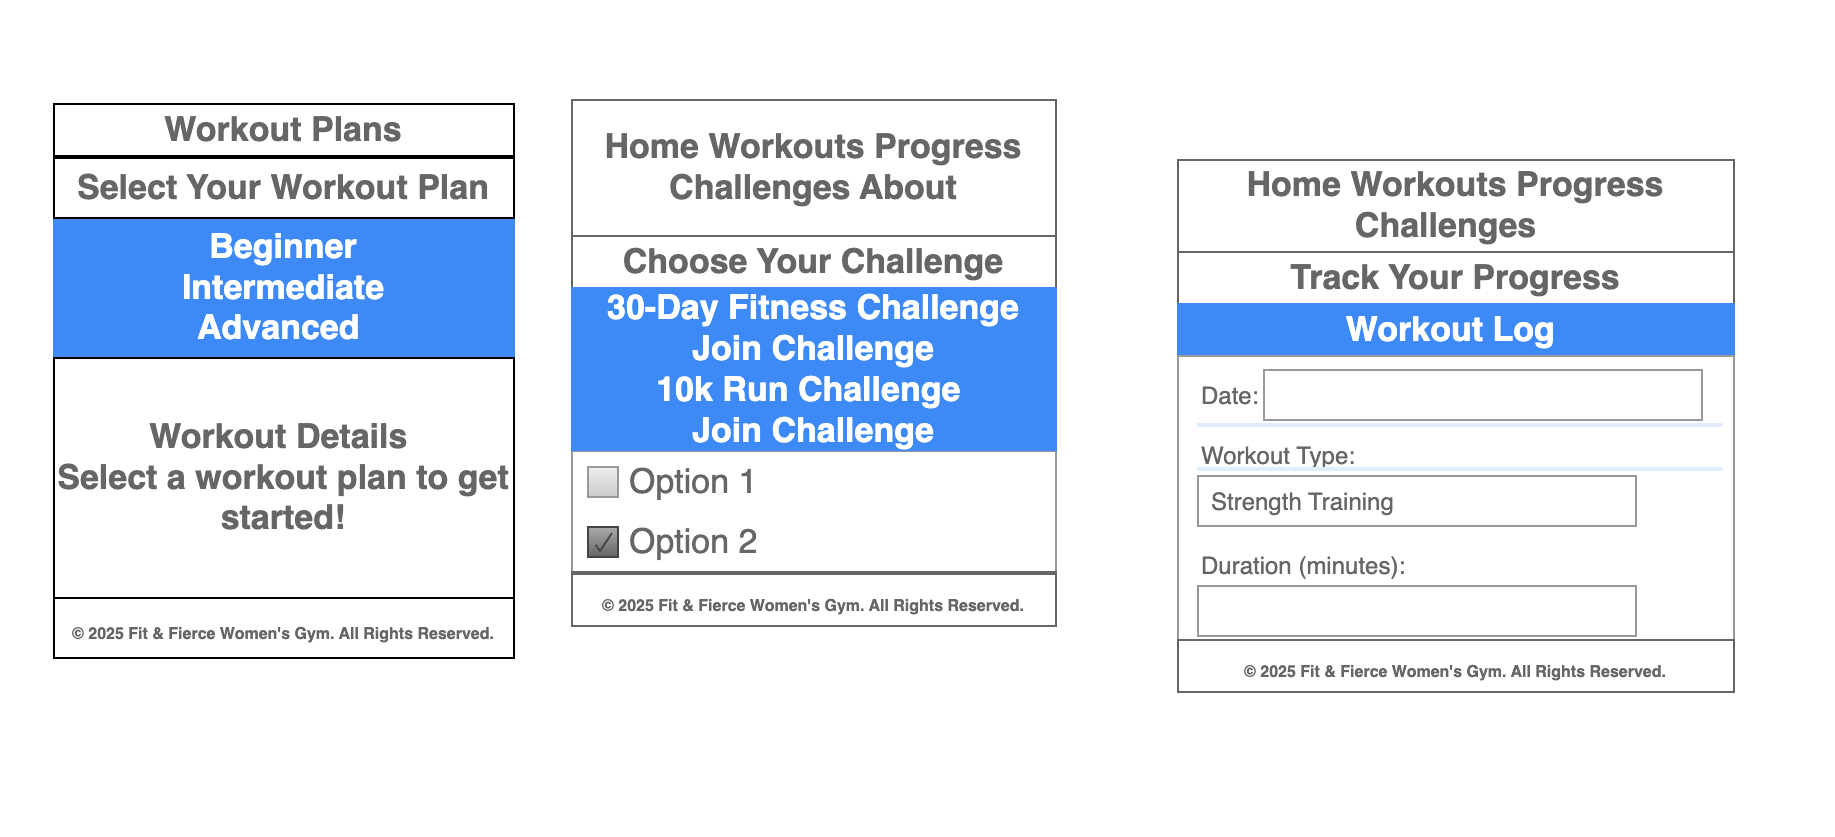 Workout Plans
Select Your Workout Plan
Beginner
Intermediate
Advanced
Workout Details
Select a workout plan to get
started!
© 2025 Fit & Fierce Women's Gym. All Rights Reserved.
Home Workouts Progress
Challenges About
Choose Your Challenge
30-Day Fitness Challenge
Join Challenge
10k Run Challenge
Join Challenge
Option 1
Option 2
© 2025 Fit & Fierce Women's Gym. All Rights Reserved.
Home Workouts Progress
Challenges
Track Your Progress
Workout Log
Date:
Workout Type:
Strength Training
Duration (minutes):
© 2025 Fit & Fierce Women's Gym. All Rights Reserved.